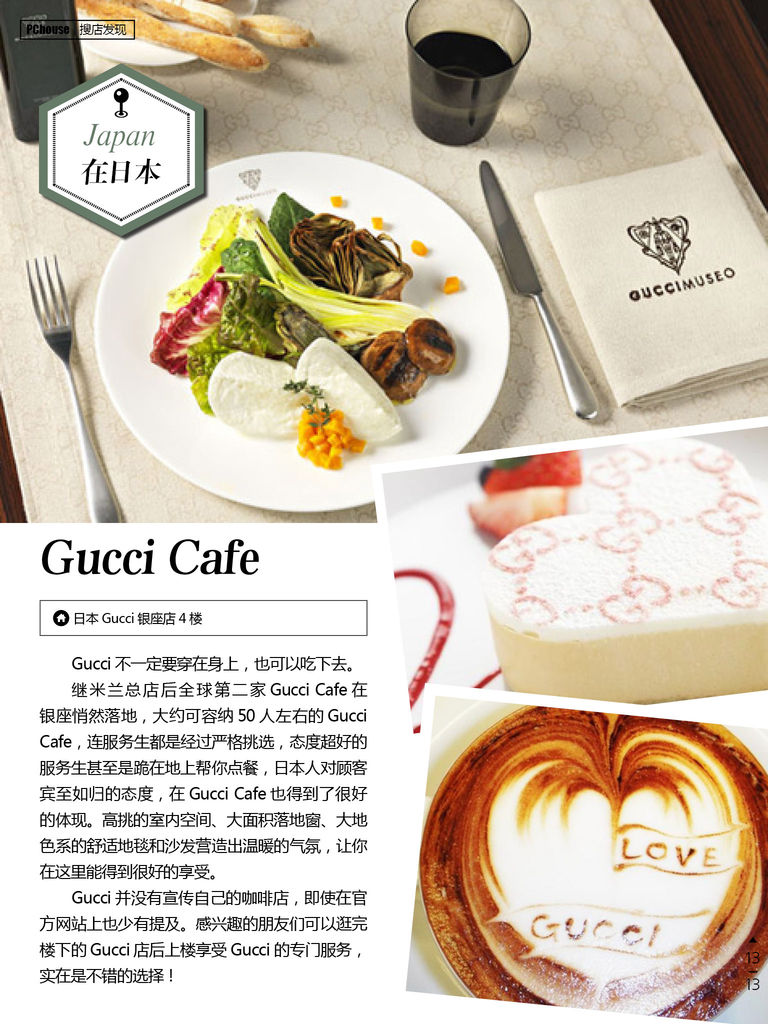 PChouse 搜店发现
Japan
在日本
GUCCIMUSEO
GUCCIMUSEO
Gucci Cafe
日本 Gucci 银座店 4 楼
Gucci 不一定要穿在身上，也可以吃下去。
继米兰总店后全球第二家 Gucci Cafe 在
银座悄然落地，大约可容纳 50 人左右的 Gucci
Cafe，连服务生都是经过严格挑选，态度超好的
服务生甚至是跪在地上帮你点餐，日本人对顾客
宾至如归的态度，在 Gucci Cafe 也得到了很好
的体现。高挑的室内空间、大面积落地窗、大地
色系的舒适地毯和沙发营造出温暖的气氛，让你
在这里能得到很好的享受。
Gucci 并没有宣传自己的咖啡店，即使在官
方网站上也少有提及。感兴趣的朋友们可以逛完
楼下的 Gucci 店后上楼享受 Gucci 的专门服务，
实在是不错的选择！
LOVE
GUCCI
13
13